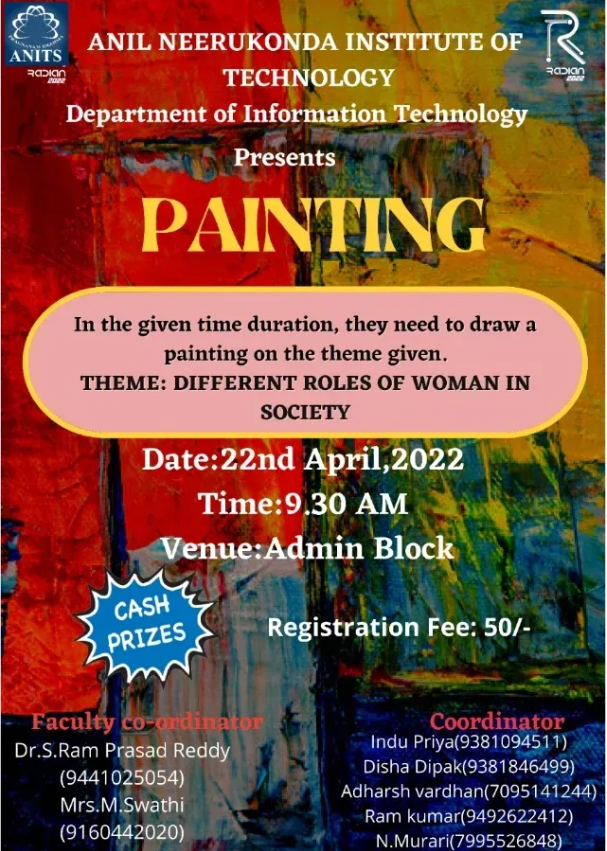 ANITS
RADIAN
2022
RADIAN
2022
ANIL NEERUKONDA INSTITUTE OF
TECHNOLOGY
Department of Information Technology
Presents
PAINTING
In the given time duration, they need to draw a
painting on the theme given.
THEME: DIFFERENT ROLES OF WOMAN IN
SOCIETY
Date:22nd April,2022
Time:9.30 AM
Venue:Admin Block
CASH
PRIZES
Registration Fee: 50/-
Faculty co-ordinator
Dr.S.Ram Prasad Reddy
(9441025054)
Mrs.M.Swathi
(9160442020)
Coordinator
Indu Priya(9381094511)
Disha Dipak(9381846499)
Adharsh vardhan(7095141244)
Ram kumar(9492622412)
N.Murari(7995526848)